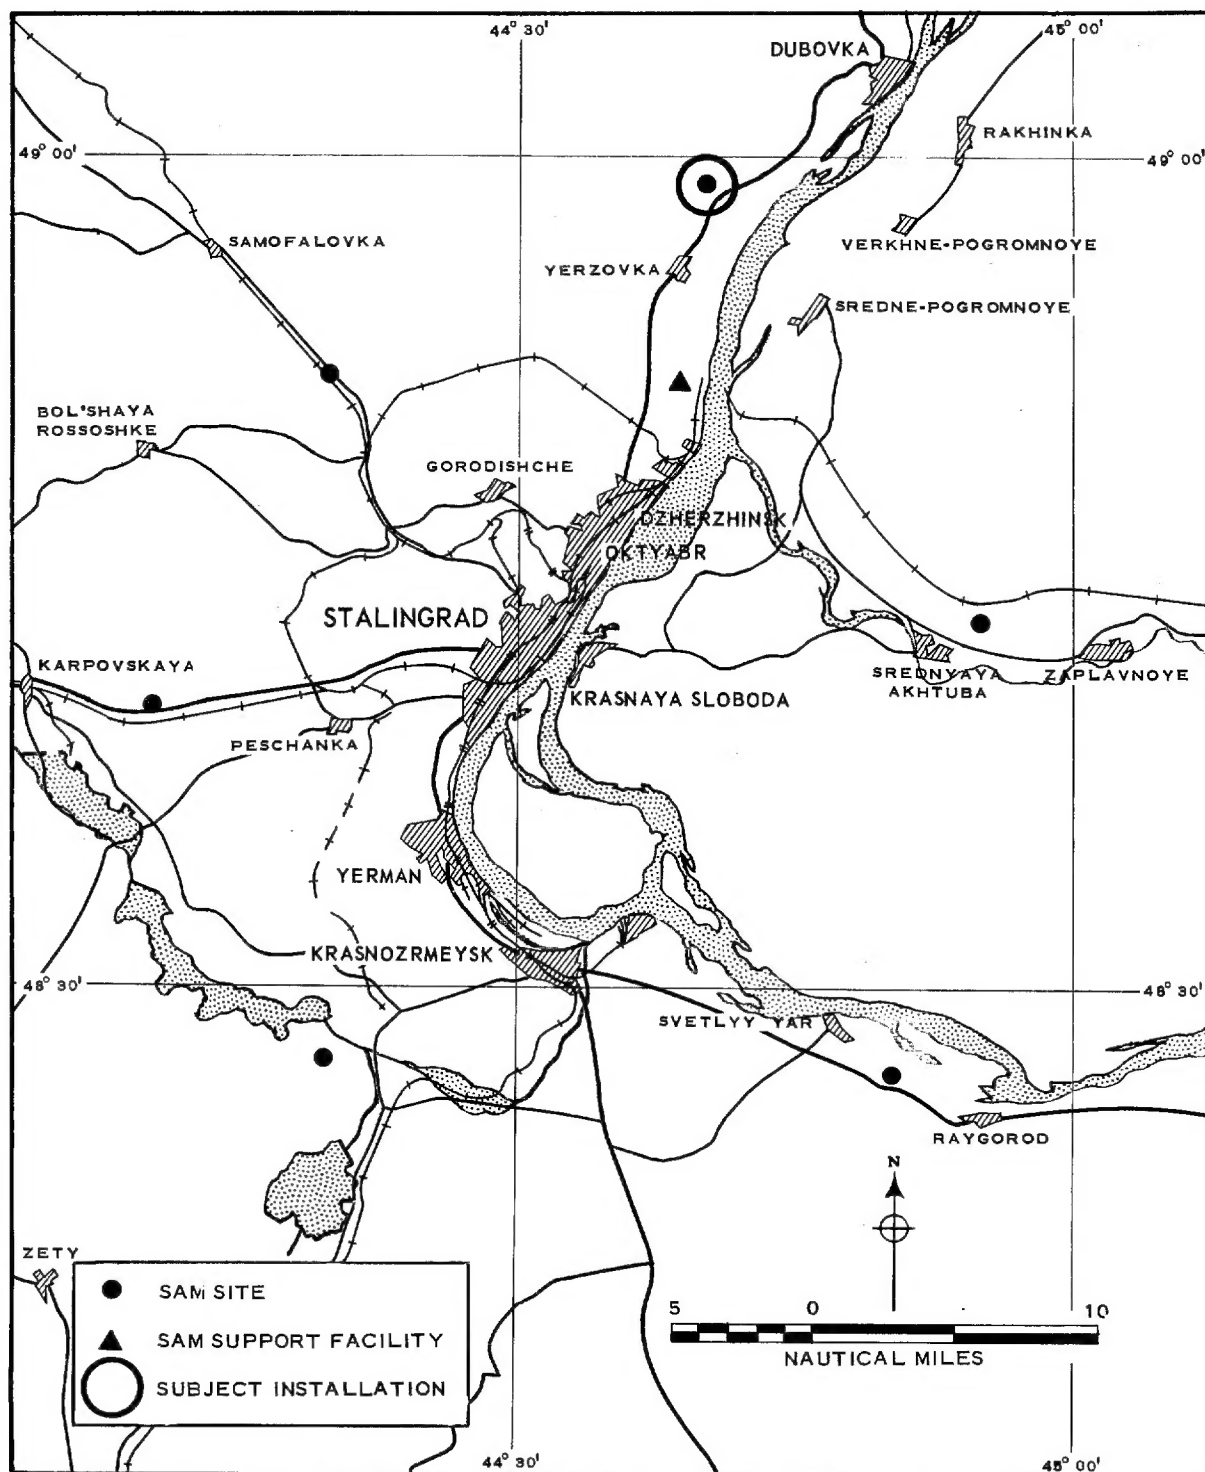 44° 30'
45° 00'
DUBOVKA
RAKHINKA
49° 00'
49° 00'
SAMOFALOVKA
VERKHNE-POGROMNOYE
YERZOVKA
SREDNE-POGROMNOYE
BOL'SHAYA
ROSSOSHKE
GORODISHCHE
DZHERZHINSK
OKTYABR
STALINGRAD
KARPOVSKAYA
SREDNYAYA
AKHTUBA
ZAPLAVNOYE
KRASNAYA SLOBODA
PESCHANKA
YERMAN
KRASNOZRMEYSK
48° 30'
48° 30'
SVETLYY YAR
RAYGOROD
N
ZETY
SAM SITE
SAM SUPPORT FACILITY
SUBJECT INSTALLATION
5 0 10
NAUTICAL MILES
44° 30'
45° 00'